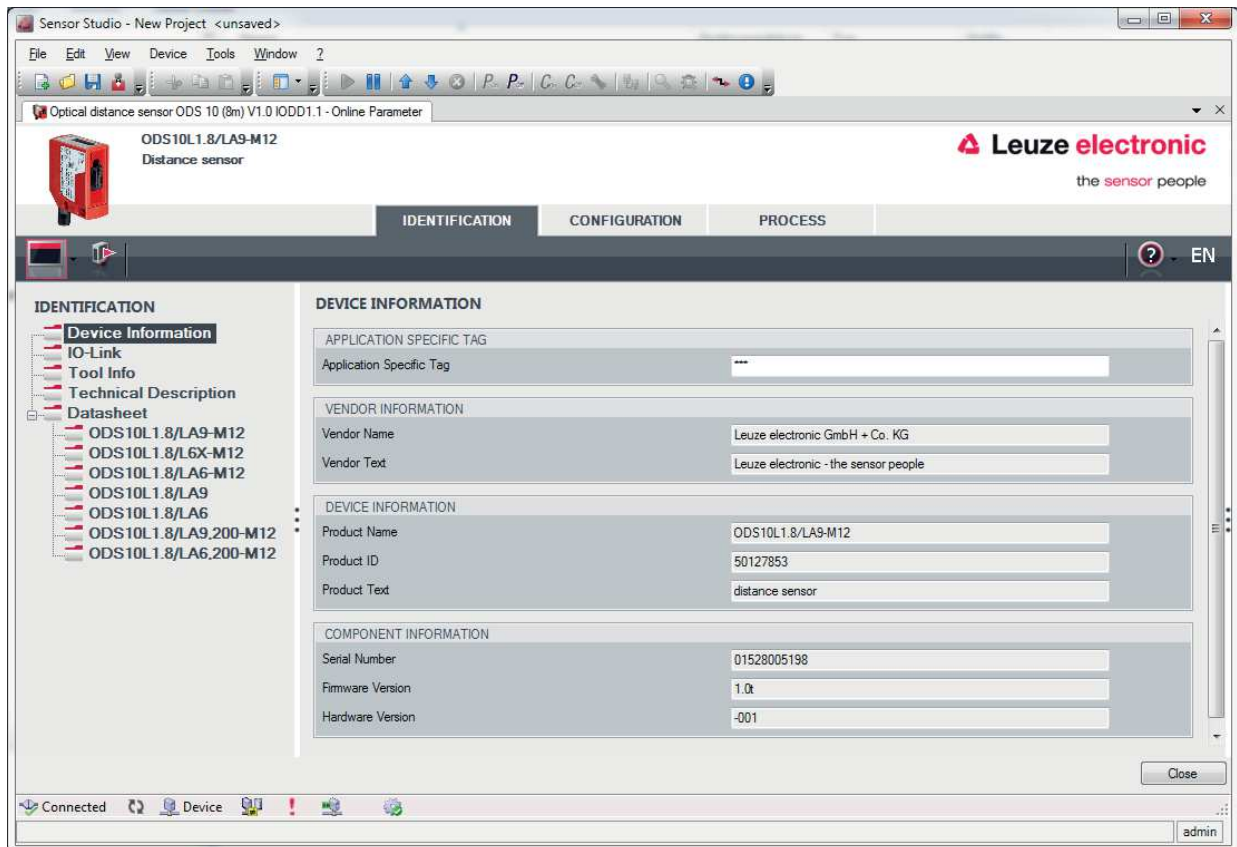 Sensor Studio - New Project <unsaved>
File Edit View Device Tools Window ?
Optical distance sensor ODS 10 (8m) V1.0 IODD1.1 - Online Parameter
ODS10L1.8/LA9-M12
Distance sensor
Leuze electronic
the sensor people
IDENTIFICATION CONFIGURATION PROCESS
EN
IDENTIFICATION
Device Information
IO-Link
Tool Info
Technical Description
Datasheet
ODS10L1.8/LA9-M12
ODS10L1.8/L6X-M12
ODS10L1.8/LA6-M12
ODS10L1.8/LA9
ODS10L1.8/LA6
ODS10L1.8/LA9,200-M12
ODS10L1.8/LA6,200-M12
DEVICE INFORMATION
APPLICATION SPECIFIC TAG
Application Specific Tag ***
VENDOR INFORMATION
Vendor Name Leuze electronic GmbH + Co. KG
Vendor Text Leuze electronic - the sensor people
DEVICE INFORMATION
Product Name ODS10L1.8/LA9-M12
Product ID 50127853
Product Text distance sensor
COMPONENT INFORMATION
Serial Number 01528005198
Firmware Version 1.0t
Hardware Version -001
Close
Connected Device
admin